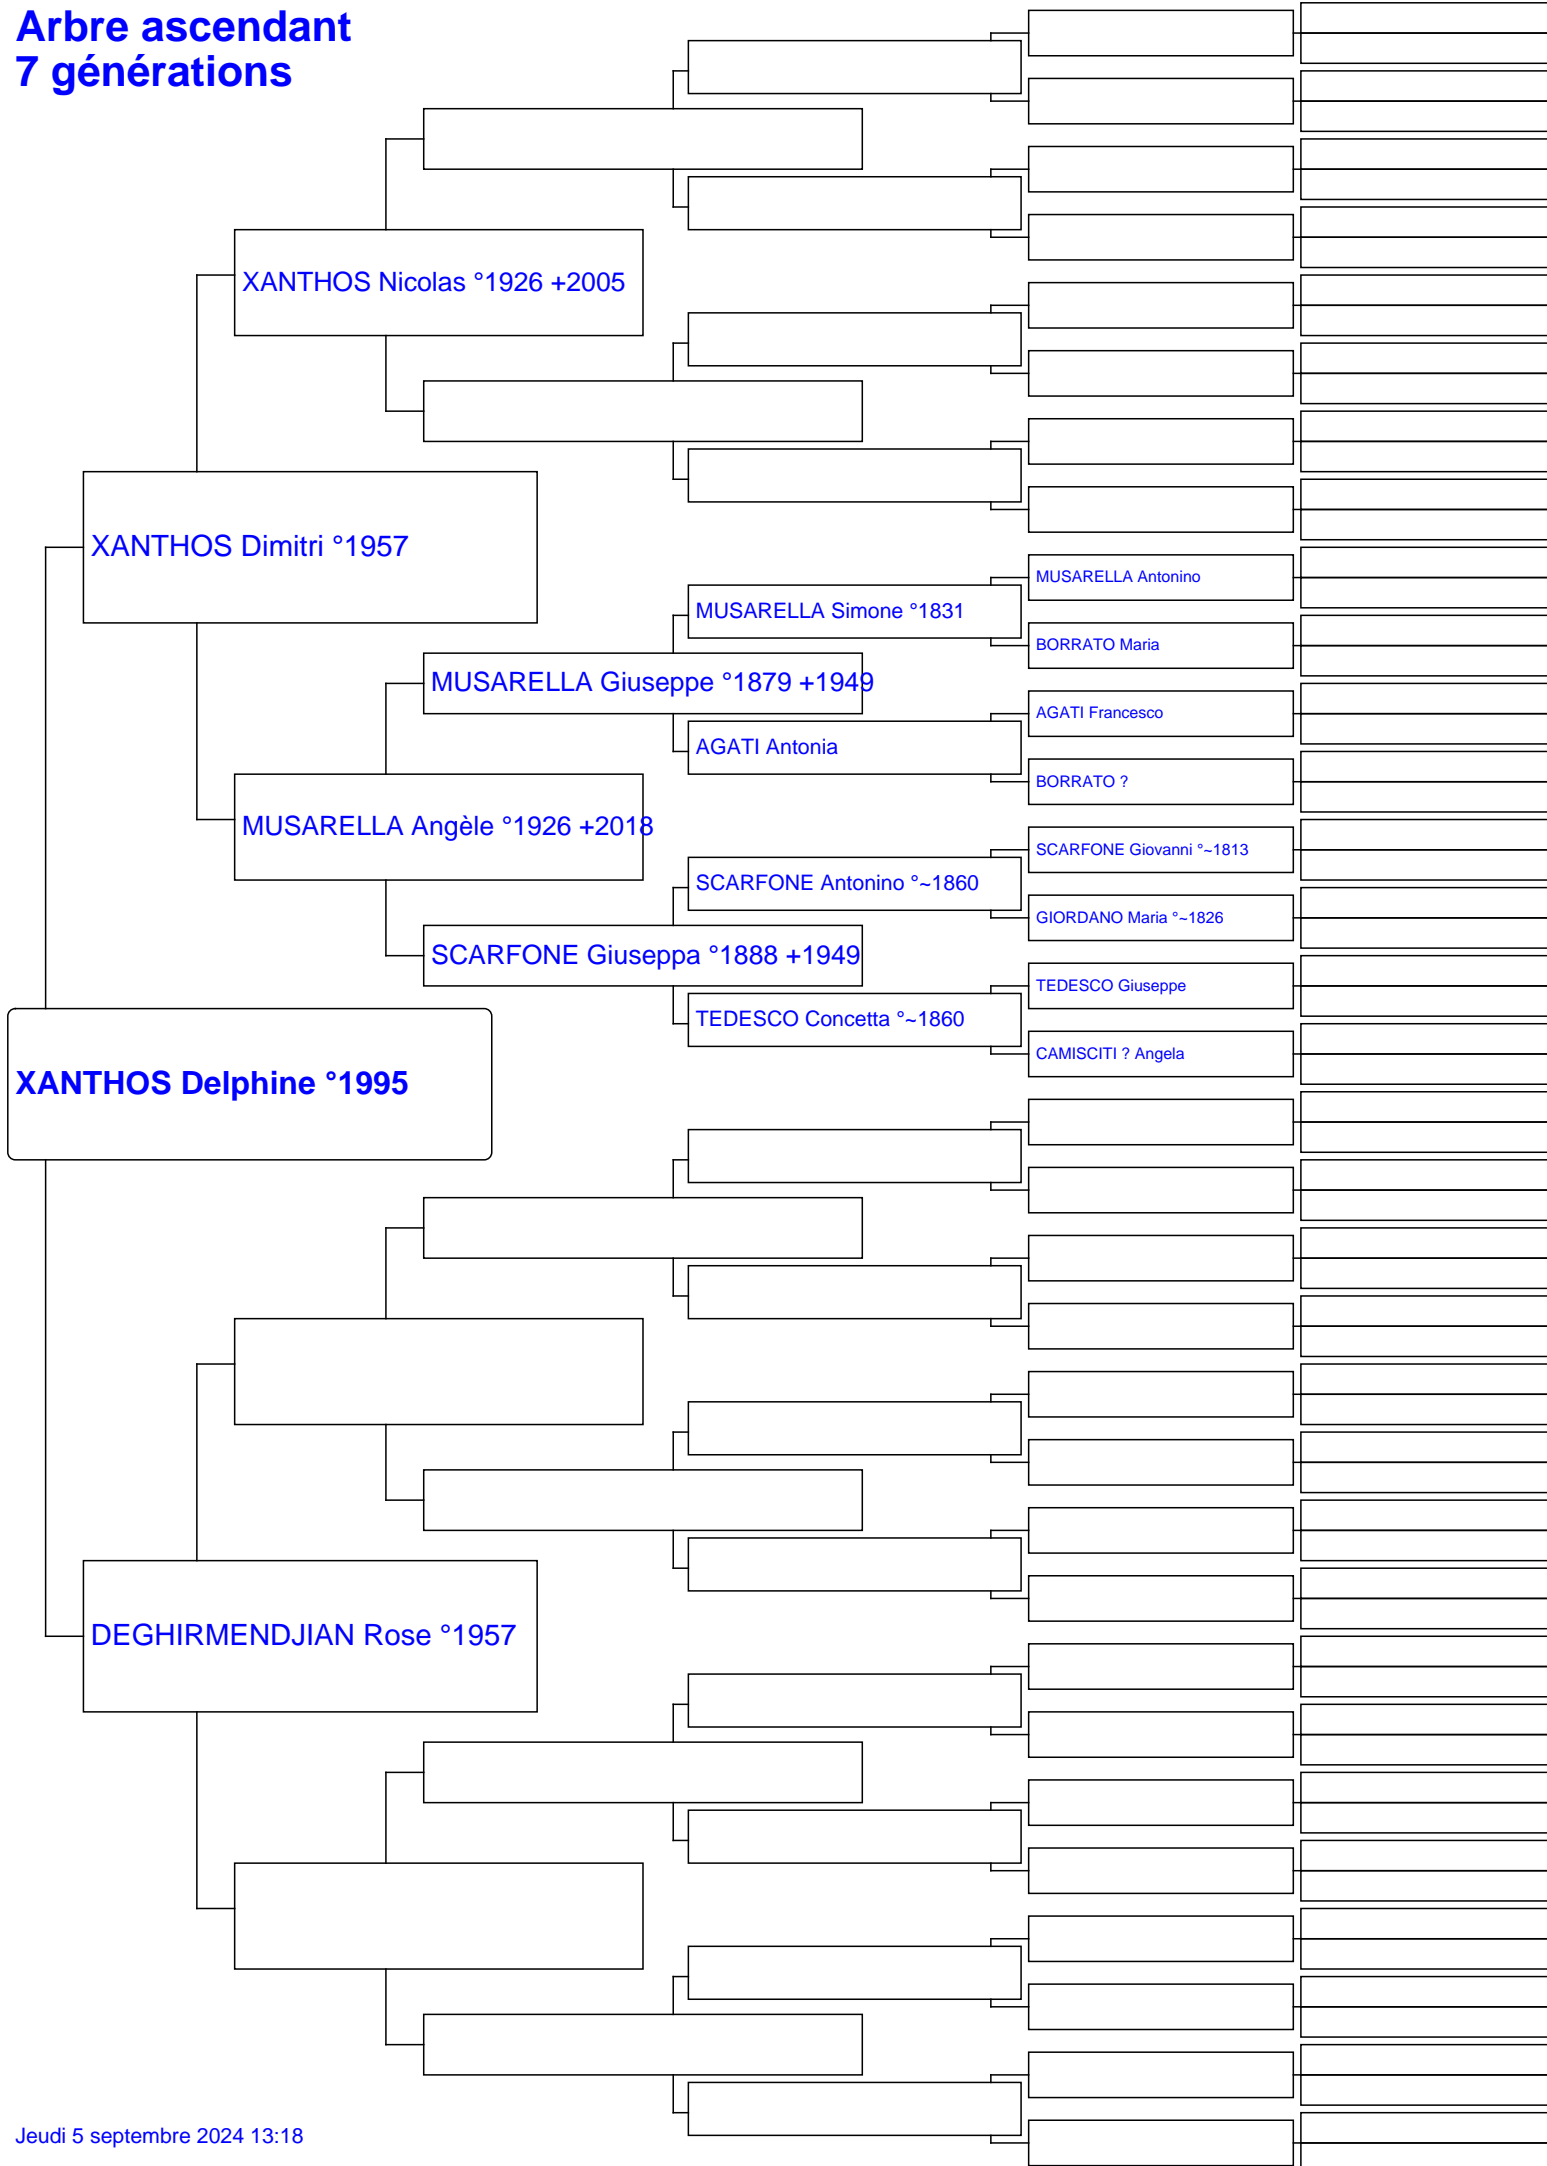 Arbre ascendant
7 générations
XANTHOS Nicolas °1926 +2005
XANTHOS Dimitri °1957
MUSARELLA Antonino
MUSARELLA Simone °1831
BORRATO Maria
MUSARELLA Giuseppe °1879 +1949
AGATI Francesco
AGATI Antonia
BORRATO ?
MUSARELLA Angèle °1926 +2018
SCARFONE Giovanni °~1813
SCARFONE Antonino °~1860
GIORDANO Maria °~1826
SCARFONE Giuseppa °1888 +1949
TEDESCO Giuseppe
TEDESCO Concetta °~1860
CAMISCITI ? Angela
XANTHOS Delphine °1995
DEGHIRMENDJIAN Rose °1957
Jeudi 5 septembre 2024 13:18